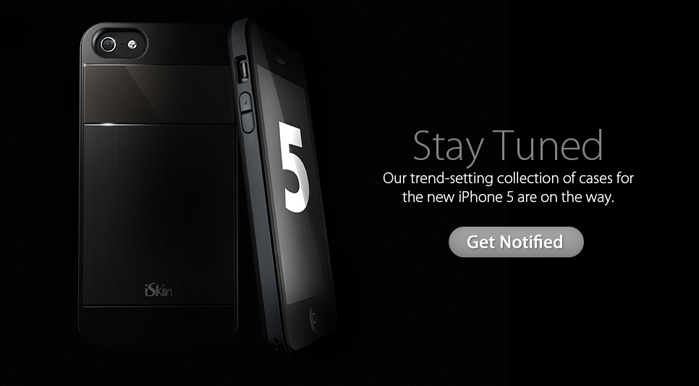 5
iSkin
Stay Tuned
Our trend-setting collection of cases for
the new iPhone 5 are on the way.
Get Notified